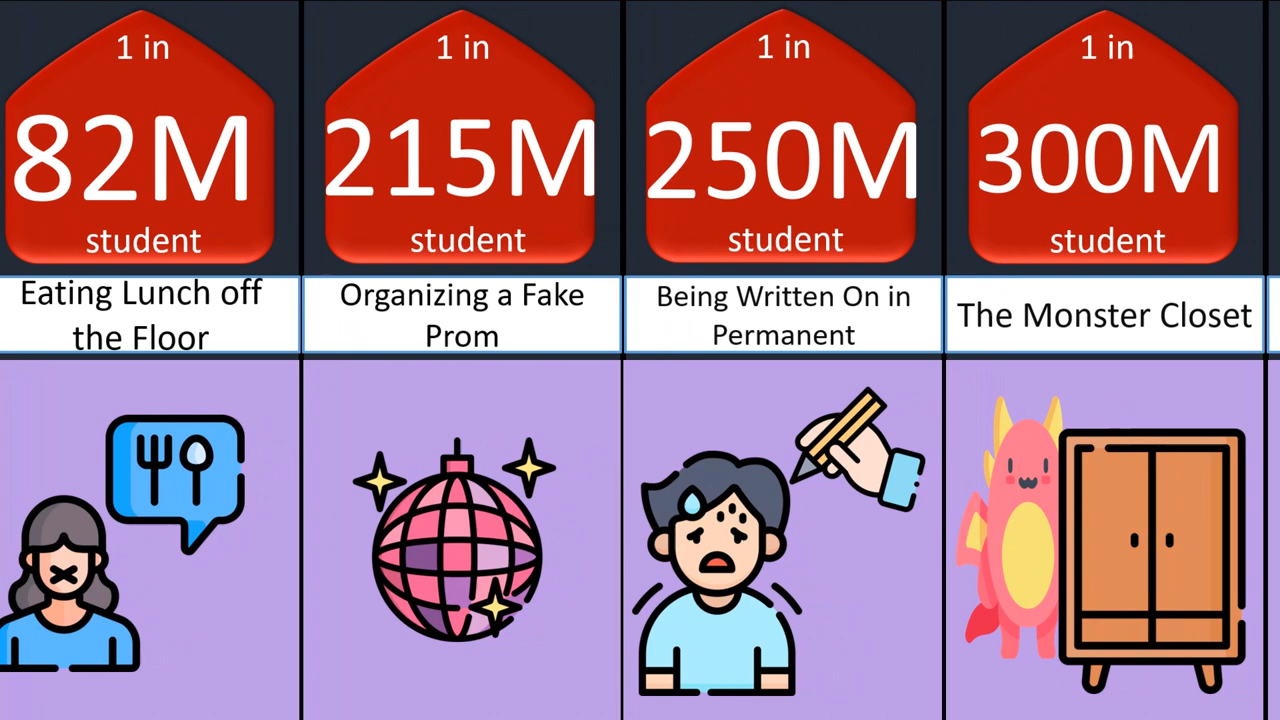 1 in
82M
student
Eating Lunch off
the Floor
1 in
215M
student
Organizing a Fake
Prom
1 in
250M
student
Being Written On in
Permanent
1 in
300M
student
The Monster Closet